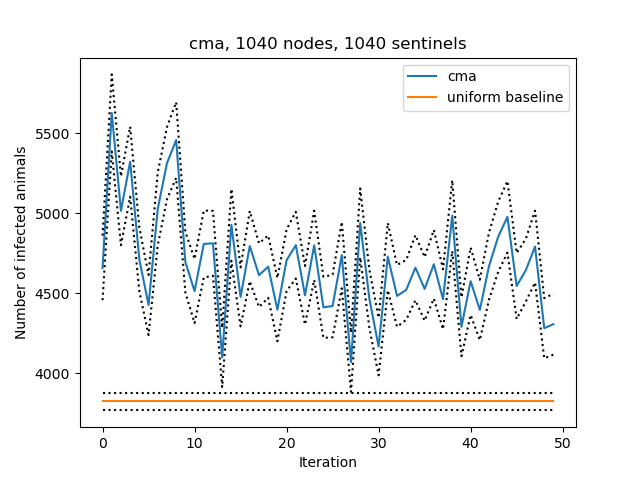 cma, 1040 nodes, 1040 sentinels
cma
uniform baseline
Number of infected animals
5500
5000
4500
4000
0 10 20 30 40 50
Iteration